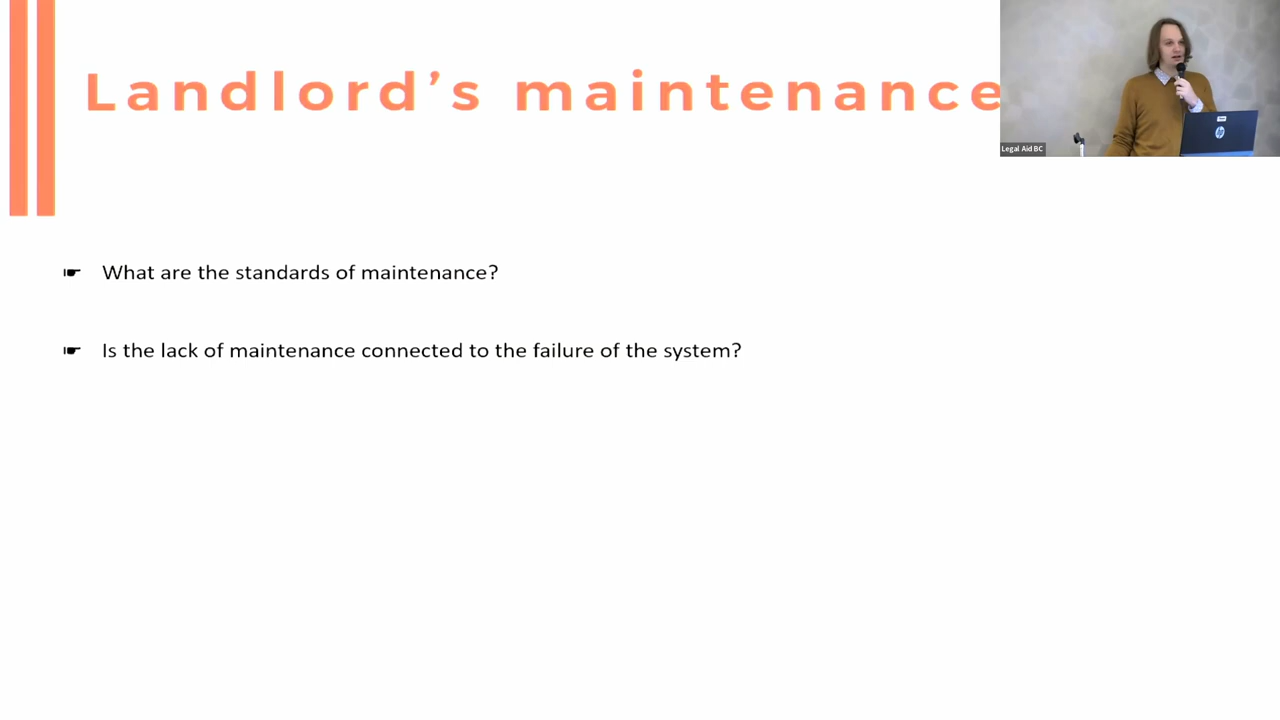 Landlord’s maintenance
Legal Aid BC
☛ What are the standards of maintenance?
☛ Is the lack of maintenance connected to the failure of the system?